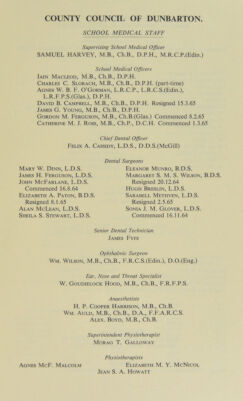 COUNTY COUNCIL OF DUNBARTON.
SCHOOL MEDICAL STAFF
Supervising School Medical Officer
SAMUEL HARVEY, M.B., Ch.B., D.P.H., M.R.C.P.(Edin.)
School Medical Officers
IAIN MACLEOD, M.B., Ch.B., D.P.H.
CHARLES C. SLORACH, M.B., Ch.B., D.P.H. (part-time)
AGNES W. B. F. O'GORMAN, L.R.C.P., L.R.C.S.(Edin.),
L.R.F.P.S.(Glas.), D.P.H.
DAVID B. CAMPBELL, M.B., Ch.B., D.P.H. Resigned 15.3.65
JAMES G. YOUNG, M.B., Ch.B., D.P.H.
GORDON M. FERGUSON, M.B., Ch.B.(Glas.) Commenced 8.2.65
CATHERINE M. J. ROSS, M.B., Ch.P., D.C.H. Commenced 1.3.65
Chief Dental Officer
FELIX A. CASSIDY, L.D.S., D.D.S.(McGill)
Dental Surgeons
MARY W. DINN, L.D.S.
JAMES H. FERGUSON, L.D.S.
JOHN McFARLANE, L.D.S.
Commenced 16.8.64
ELIZABETH A. PATON, B.D.S.
Resigned 8.1.65
ALAN McLEAN, L.D.S.
SHEILA S. STEWART, L.D.S.
ELEANOR MUNRO, B.D.S.
MARGARET S. M. S. WILSON, B.D.S.
Resigned 20.12.64
HUGH BRESLIN, L.D.S.
SARABELL METHVEN, L.D.S.
Resigned 2.5.65
SONIA J. M. GLOVER, L.D.S.
Commenced 16.11.64
Senior Dental Technician
JAMES FYFE
Ophthalmic Surgeon
WM. WILSON, M.B., Ch.B., F.R.C.S.(Edin.), D.O.(Eng.)
Ear, Nose and Throat Specialist
W. GOUDIELOCK HOOD, M.B., Ch.B., F.R.F.P.S.
Anaesthetists
H. P. COOPER HARRISON, M.B., Ch.B.
WM. AULD, M.B., Ch.B., D.A., F.F.A.R.C.S.
ALEX. BOYD, M.B., Ch.B.
Superintendent Physiotherapist
MORAG T. GALLOWAY
Physiotherapists
AGNES McF. MALCOLM
ELIZABETH M. Y. McNICOL
JEAN S. A. HOWATT